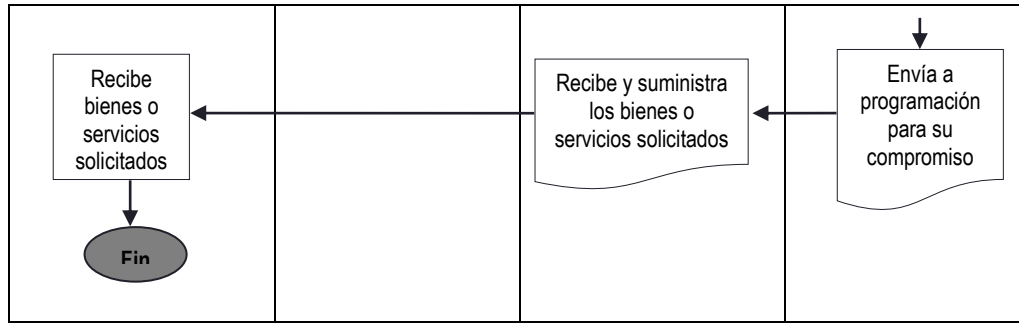 Recibe
bienes o
servicios
solicitados
Fin
Recibe y suministra
los bienes o
servicios solicitados
Envía a
programación
para su
compromiso